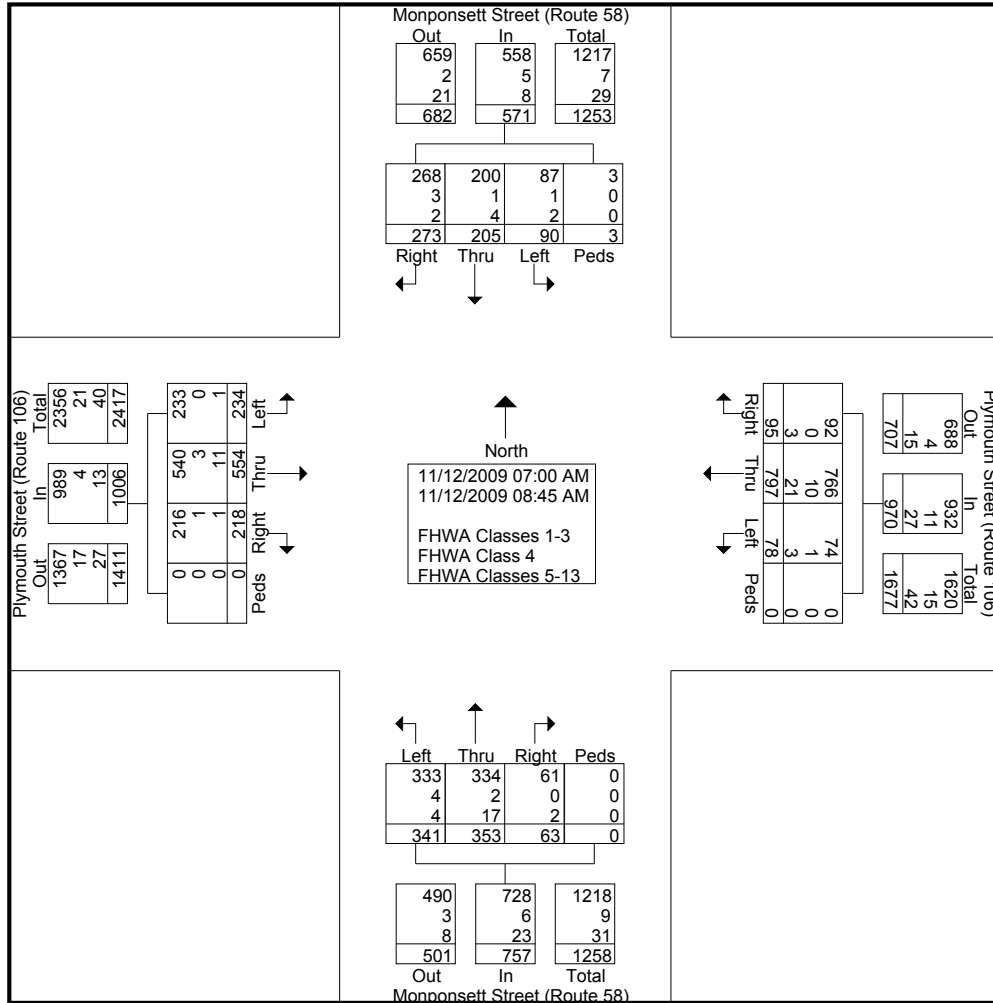 Monponsett Street (Route 58)
Out In Total
659 558 1217
2 5 7
21 8 29
682 571 1253
268 200 87 3
3 1 1 0
2 4 2 0
273 205 90 3
Right Thru Left Peds
Plymouth Street (Route 106)
Total In Out
2356 989 1367
21 4 17
40 13 27
2417 1006 1411
233 540 216 0
0 3 1 0
1 11 1 0
234 554 218 0
Left Thru Right Peds
North
11/12/2009 07:00 AM
11/12/2009 08:45 AM
FHWA Classes 1-3
FHWA Class 4
FHWA Classes 5-13
Right Thru Left Peds
92 766 74 0
0 10 1 0
3 21 3 0
95 797 78 0
Plymouth Street (Route 106)
Out In Total
688 932 1620
4 11 15
15 27 42
707 970 1677
Left Thru Right Peds
333 334 61 0
4 2 0 0
4 17 2 0
341 353 63 0
490 728 1218
3 6 9
8 23 31
501 757 1258
Out In Total
Monponsett Street (Route 58)